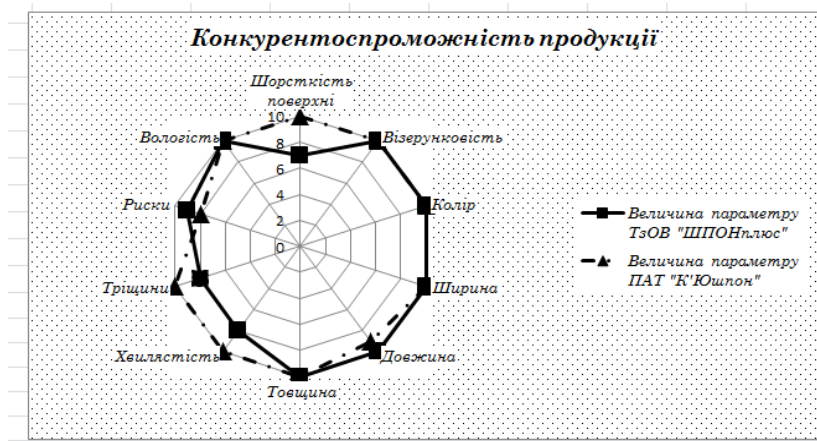 Конкурентоспроможність продукції
Шорсткість
поверхні
Вологість
Візерунковість
Риски
Колір
Тріщини
Ширина
Хвилястість
Довжина
Товщина
10
8
6
4
2
0
Величина параметру
ТзОВ "ШПОНплюс"
Величина параметру
ПАТ "К'Юшпон"